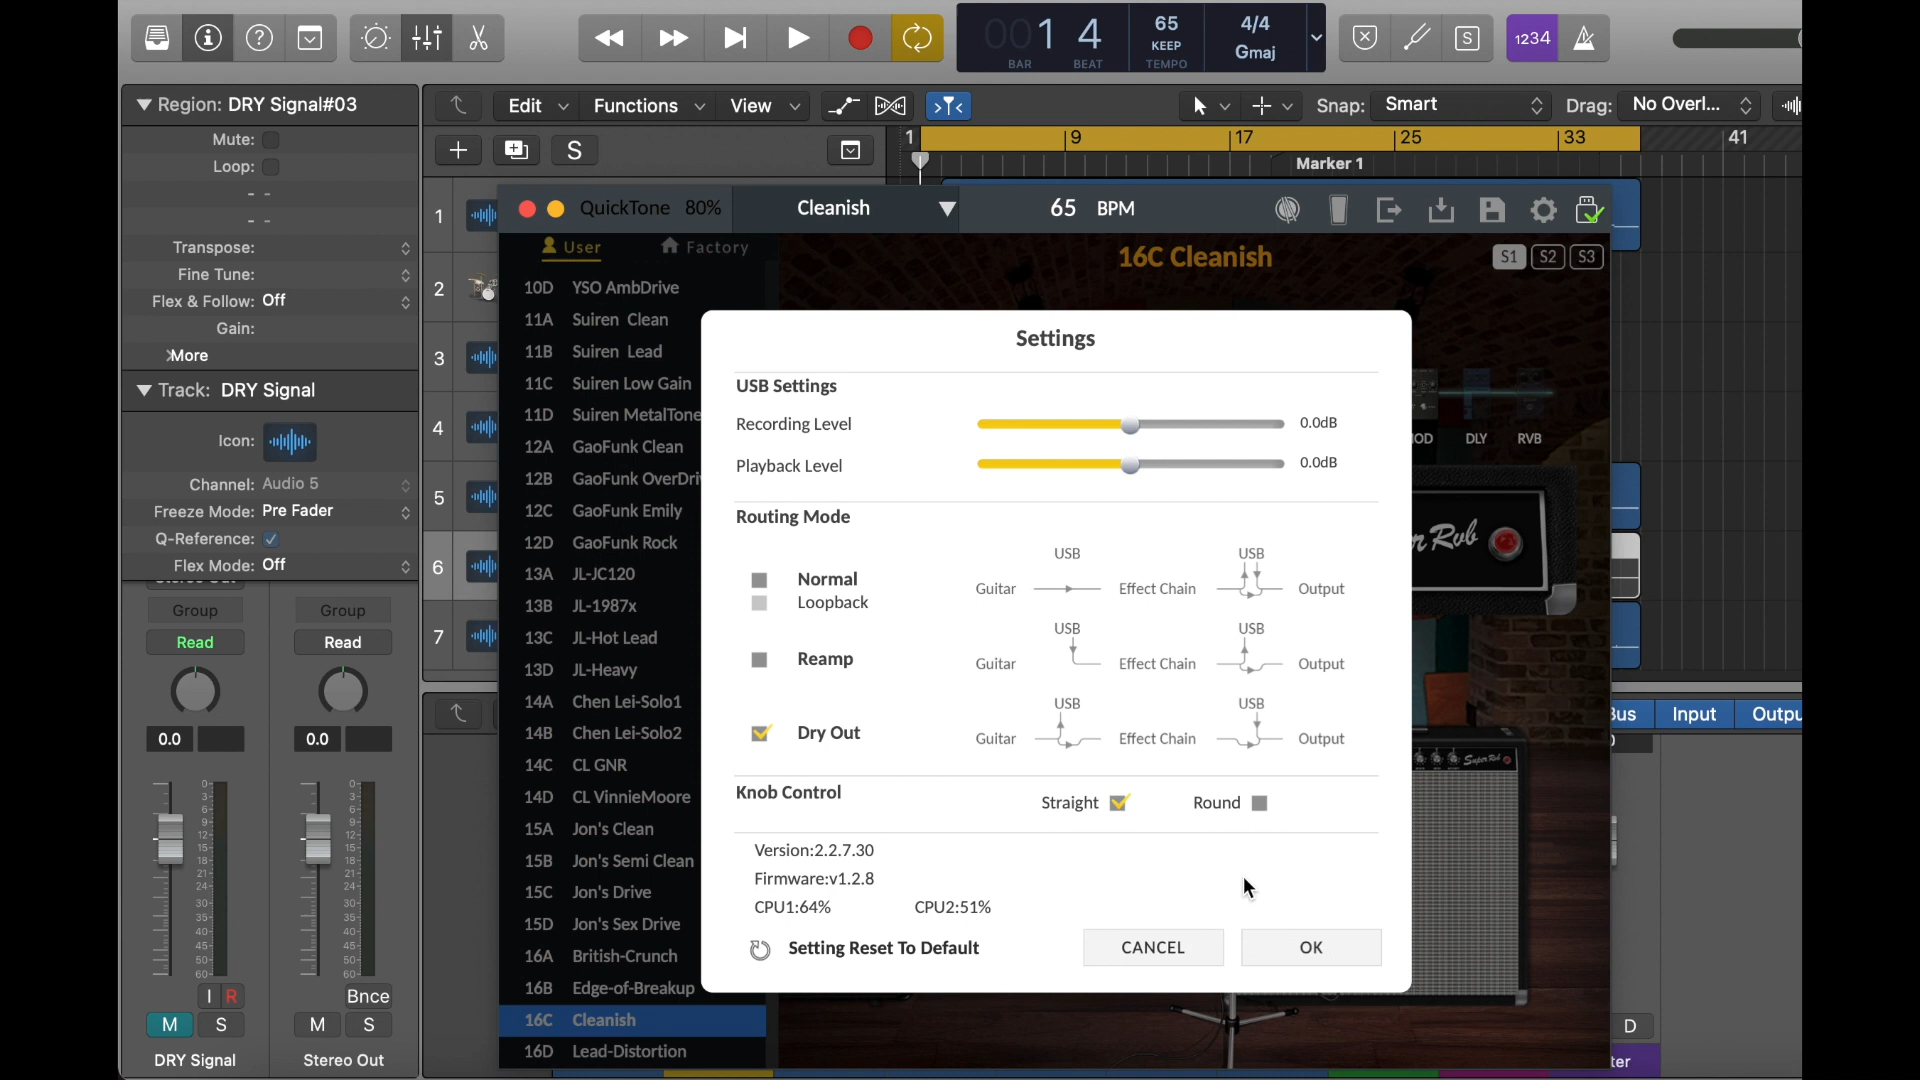 1234
001 4
BAR BEAT
65
KEEP
TEMPO
4/4
Gmaj
Region: DRY Signal#03
Mute:
Loop:
Transpose:
Fine Tune:
Flex & Follow: Off
Gain:
More
Track: DRY Signal
Icon:
Channel: Audio 5
Freeze Mode: Pre Fader
Q-Reference:
Flex Mode: Off
Group
Group
Read
Read
0.0
0.0
I R
Bnce
M S
M S
DRY Signal
Stereo Out
Edit
Functions
View
Snap: Smart
Drag: No Overl...
S
1 9 17 25 33 41
Marker 1
1
2
3
4
5
6
7
QuickTone 80%
Cleanish
65 BPM
User
Factory
16C Cleanish
S1 S2 S3
10D YSO AmbDrive
11A Suiren Clean
11B Suiren Lead
11C Suiren Low Gain
11D Suiren MetalTone
12A GaoFunk Clean
12B GaoFunk OverDri
12C GaoFunk Emily
12D GaoFunk Rock
13A JL-JC120
13B JL-1987x
13C JL-Hot Lead
13D JL-Heavy
14A Chen Lei-Solo1
14B Chen Lei-Solo2
14C CL GNR
14D CL VinnieMoore
15A Jon's Clean
15B Jon's Semi Clean
15C Jon's Drive
15D Jon's Sex Drive
16A British-Crunch
16B Edge-of-Breakup
16C Cleanish
16D Lead-Distortion
Settings
USB Settings
Recording Level 0.0dB
Playback Level 0.0dB
Routing Mode
USB USB
Normal Guitar Effect Chain Output
Loopback
USB USB
Reamp Guitar Effect Chain Output
USB USB
Dry Out Guitar Effect Chain Output
Knob Control Straight Round
Version:2.2.7.30
Firmware:v1.2.8
CPU1:64% CPU2:51%
Setting Reset To Default
CANCEL
OK
DLY RVB
Super Rvb
Input
D